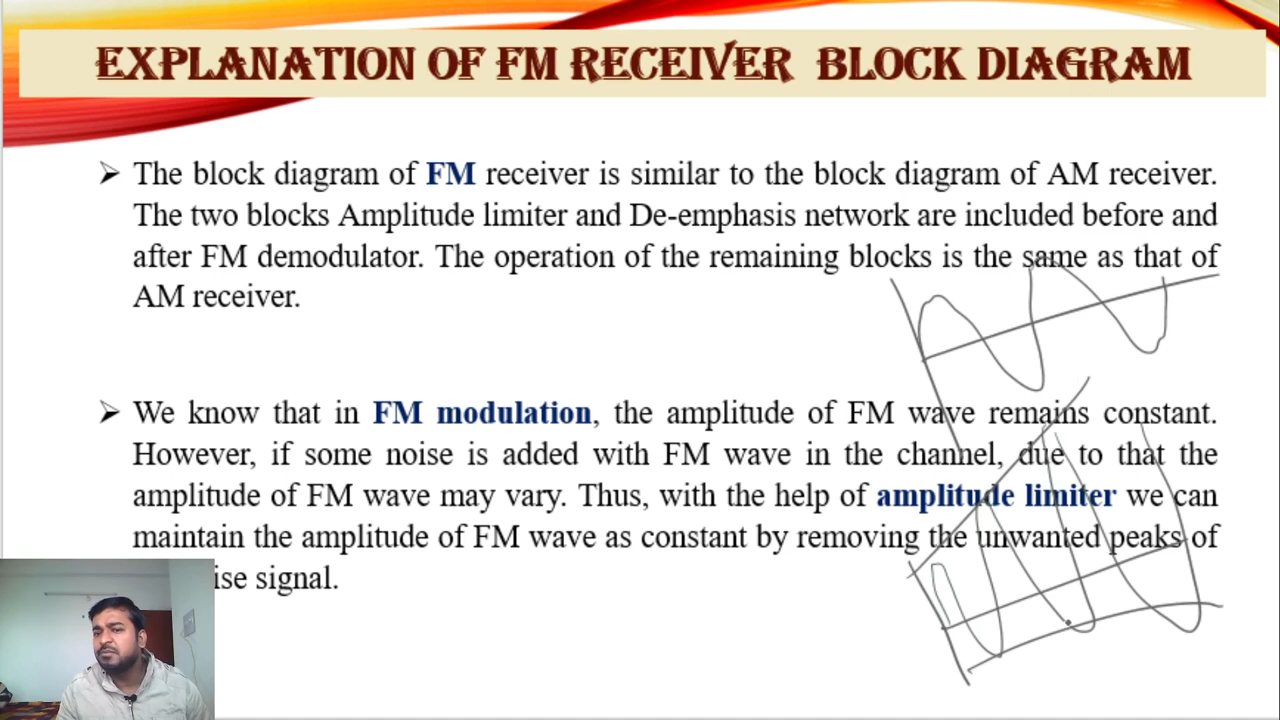 EXPLANATION OF FM RECEIVER BLOCK DIAGRAM
➢ The block diagram of FM receiver is similar to the block diagram of AM receiver.
The two blocks Amplitude limiter and De-emphasis network are included before and
after FM demodulator. The operation of the remaining blocks is the same as that of
AM receiver.
➢ We know that in FM modulation, the amplitude of FM wave remains constant.
However, if some noise is added with FM wave in the channel, due to that the
amplitude of FM wave may vary. Thus, with the help of amplitude limiter we can
maintain the amplitude of FM wave as constant by removing the unwanted peaks of
ise signal.